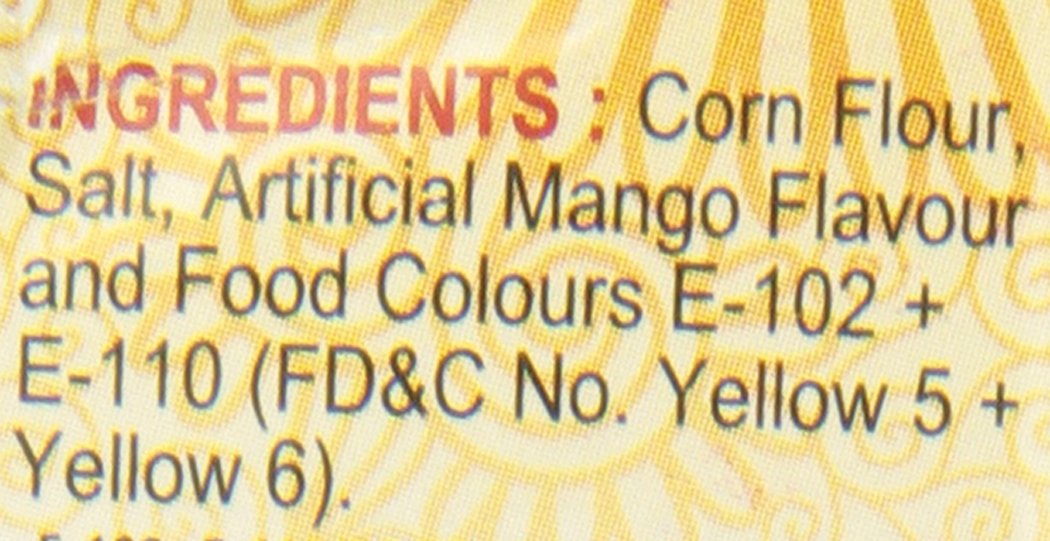 INGREDIENTS : Corn Flour,
Salt, Artificial Mango Flavour
and Food Colours E-102 +
E-110 (FD&C No. Yellow 5 +
Yellow 6).